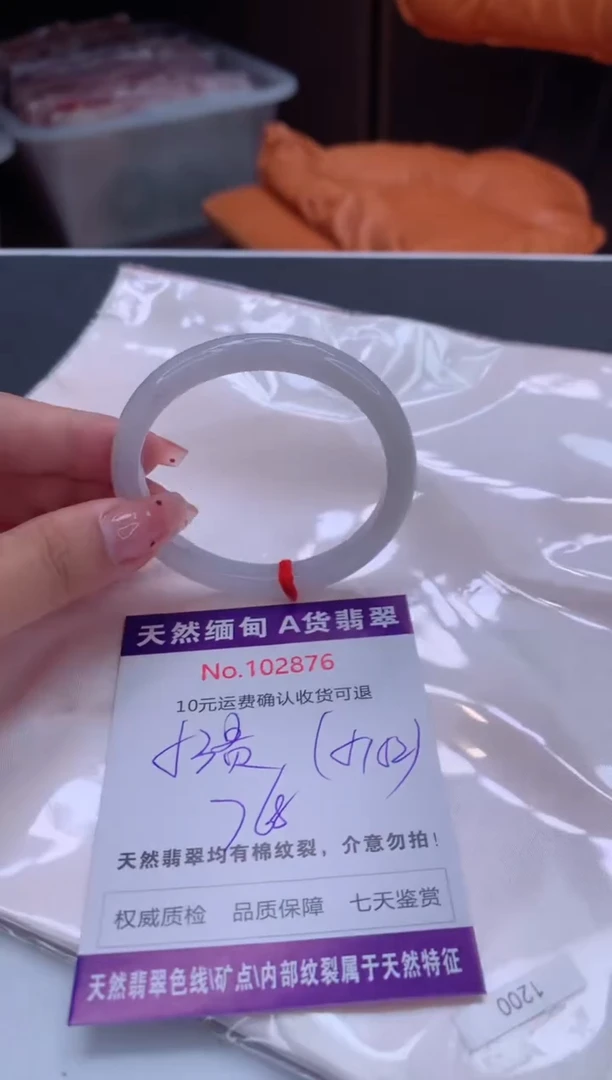 天然缅甸 A货翡翠
No.102876
10元运费确认收货可退
天然翡翠均有棉纹裂，介意勿拍！
权威质检 品质保障 七天鉴赏
天然翡翠色线\矿点\内部纹裂属于天然特征
1200